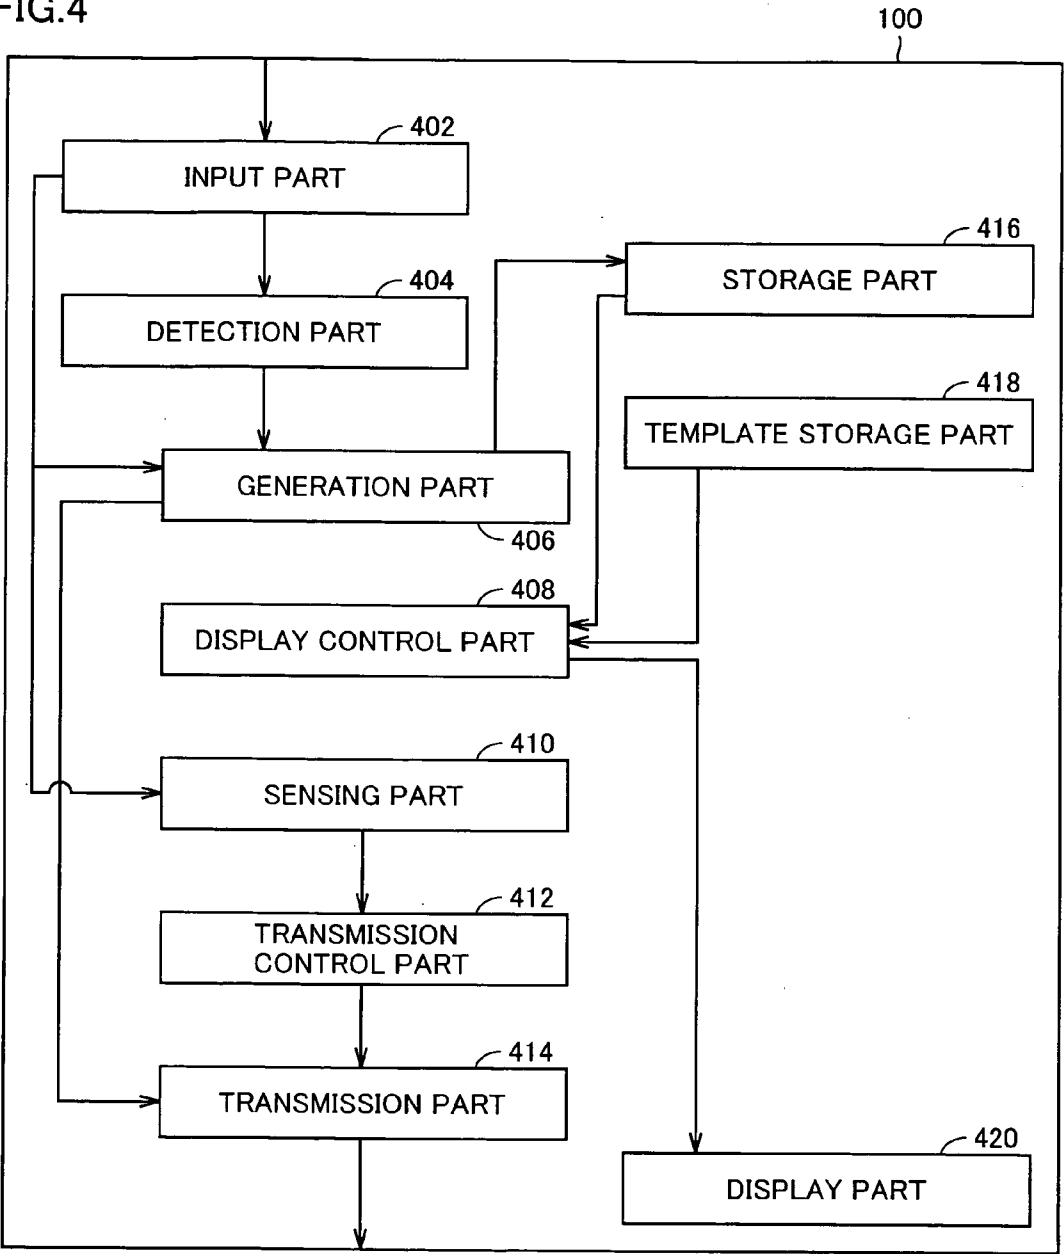 FIG.4
100
402
INPUT PART
416
STORAGE PART
404
DETECTION PART
418
TEMPLATE STORAGE PART
GENERATION PART
406
408
DISPLAY CONTROL PART
410
SENSING PART
412
TRANSMISSION
CONTROL PART
414
TRANSMISSION PART
420
DISPLAY PART